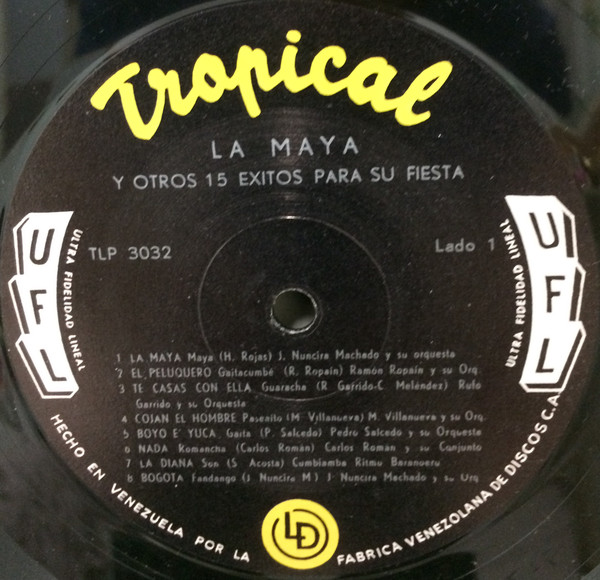 Tropical
LA MAYA
Y OTROS 15 EXITOS PARA SU FIESTA
UFL
ULTRA FIDELIDAD LINEAL
TLP 3032
Lado 1
UFL
ULTRA FIDELIDAD LINEAL
1 LA MAYA Maya (H. Rojas) J. Nuncira Machado y su orquesta
2 EL PELUQUERO Gaitacumbé (R. Ropaín) Ramón Ropaín y su Orq.
3 TE CASAS CON ELLA Guaracha (R Garrido-C Meléndez) Rufo
Garrido y su Orquesta
4 COJAN EL HOMBRE Paseaito (M Villanueva) M. Villanueva y su Orq.
5 BOYO E' YUCA Gaita (P. Salcedo) Pedro Salcedo y su Orquesta
6 NADA Komancha (Carlos Román) Carlos Roman y su Conjunto
7 LA DIANA Son (S Acosta) Cumbiamba Ritmo Baranoero
8 BOGOTA Fandango (J Nuncira M) J Nuncira Machado y su Orq
HECHO EN VENEZUELA POR LA LD FABRICA VENEZOLANA DE DISCOS C.A.